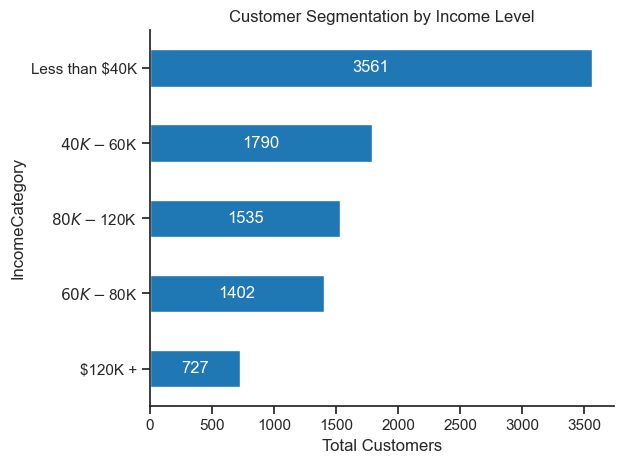 Customer Segmentation by Income Level
Less than $40K
3561
40K − 60K
1790
80K − 120K
1535
60K − 80K
1402
$120K +
727
IncomeCategory
0 500 1000 1500 2000 2500 3000 3500
Total Customers